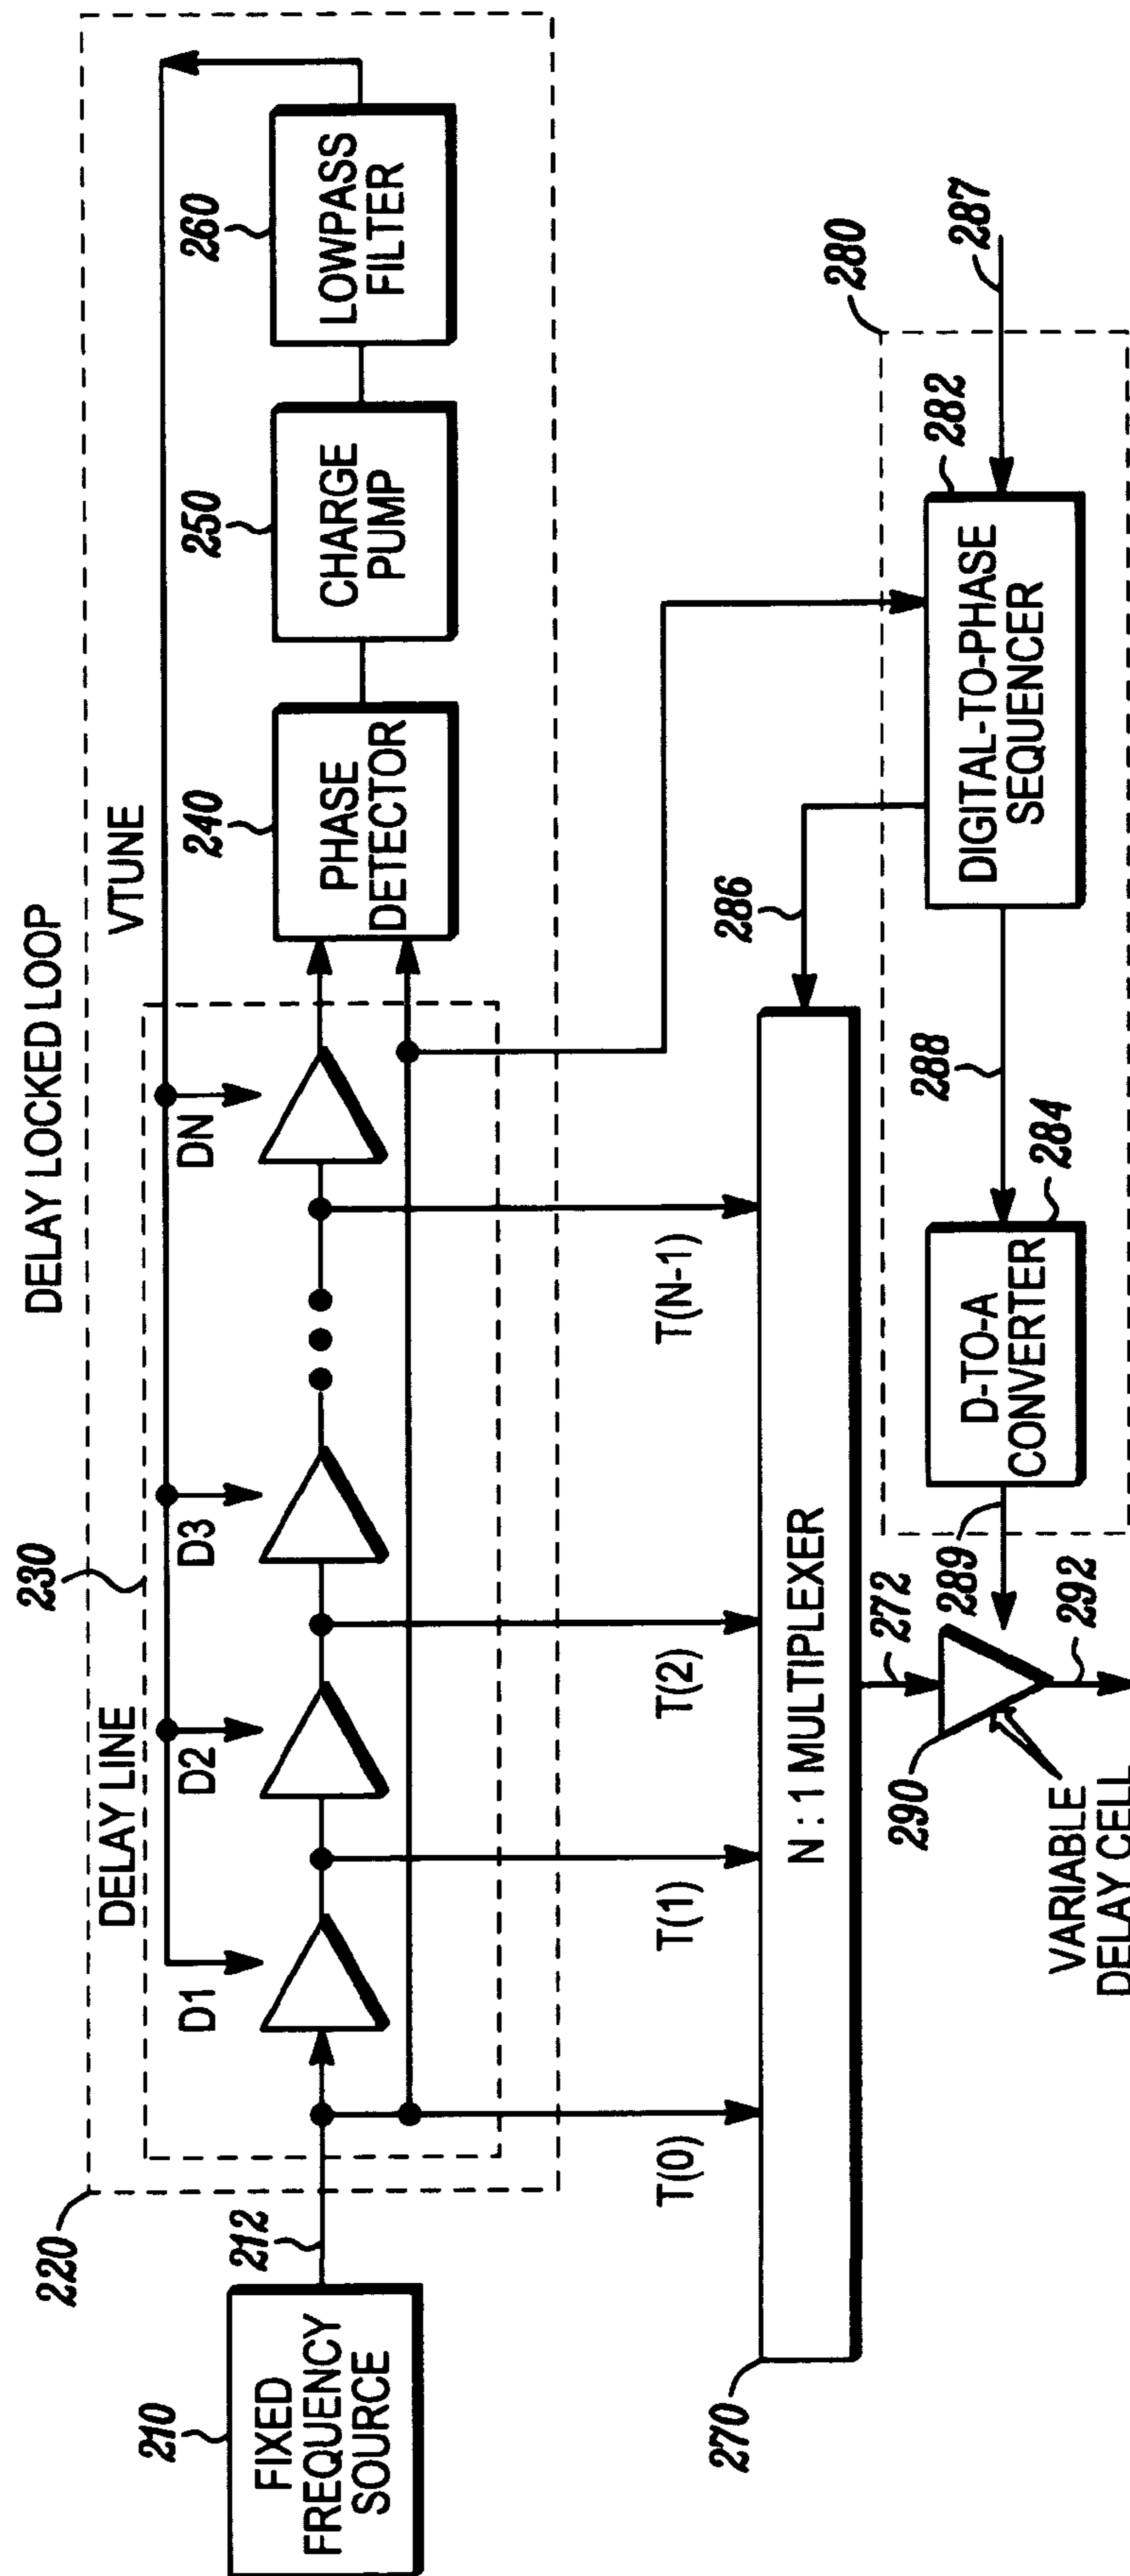 DELAY LOCKED LOOP
220
230
DELAY LINE
VTUNE
D1
D2
D3
DN
210
FIXED
FREQUENCY
SOURCE
212
240
PHASE
DETECTOR
250
CHARGE
PUMP
260
LOWPASS
FILTER
T(0)
T(1)
T(2)
T(N-1)
270
N : 1 MULTIPLEXER
286
280
272
290
VARIABLE
DELAY CELL
292
289
D-TO-A
CONVERTER
284
288
DIGITAL-TO-PHASE
SEQUENCER
282
287